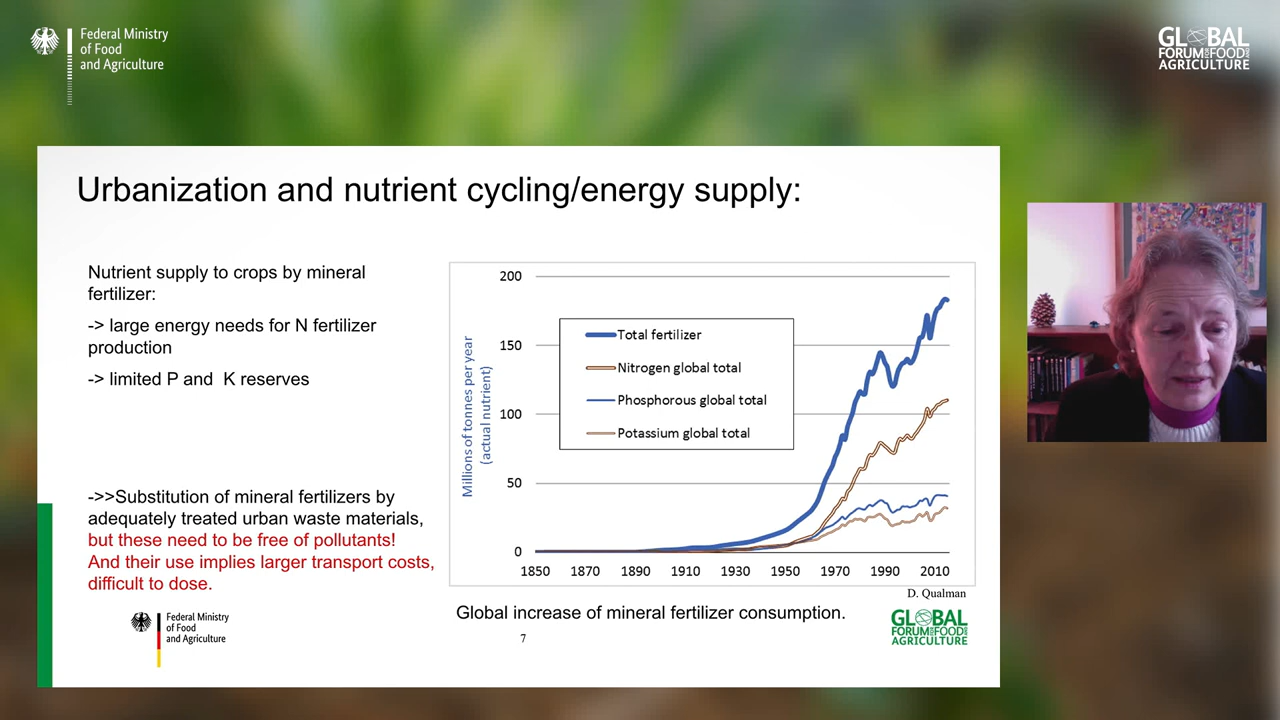 Federal Ministry
of Food
and Agriculture
GLOBAL
FORUM FOR FOOD AND
AGRICULTURE
Urbanization and nutrient cycling/energy supply:
Nutrient supply to crops by mineral
fertilizer:
-> large energy needs for N fertilizer
production
-> limited P and K reserves
->>Substitution of mineral fertilizers by
adequately treated urban waste materials,
but these need to be free of pollutants!
And their use implies larger transport costs,
difficult to dose.
Millions of tonnes per year
(actual nutrient)
200
150
100
50
0
Total fertilizer
Nitrogen global total
Phosphorous global total
Potassium global total
1850 1870 1890 1910 1930 1950 1970 1990 2010
D. Qualman
Global increase of mineral fertilizer consumption.
Federal Ministry
of Food
and Agriculture
7
GLOBAL
FORUM FOR FOOD AND
AGRICULTURE